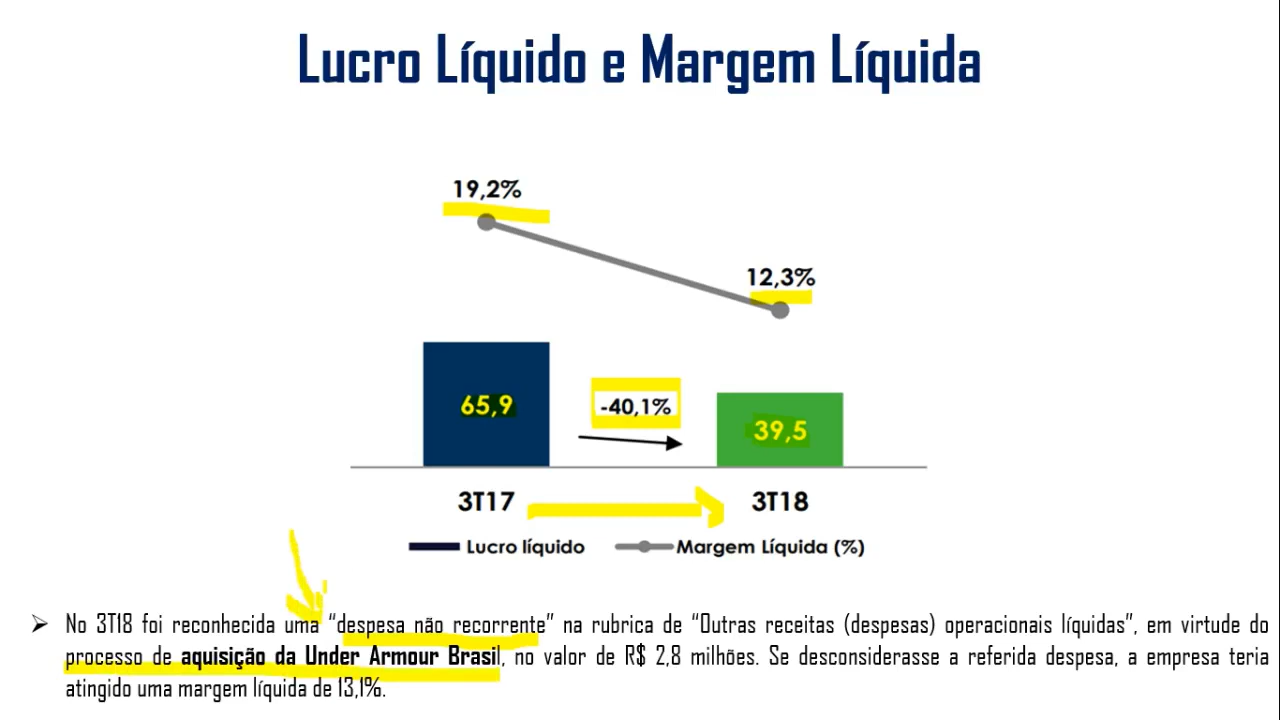 Lucro Líquido e Margem Líquida
19,2%
12,3%
65,9
-40,1%
39,5
3T17
3T18
Lucro líquido
Margem Líquida (%)
No 3T18 foi reconhecida uma “despesa não recorrente” na rubrica de “Outras receitas (despesas) operacionais líquidas”, em virtude do
processo de aquisição da Under Armour Brasil, no valor de R$ 2,8 milhões. Se desconsiderasse a referida despesa, a empresa teria
atingido uma margem líquida de 13,1%.